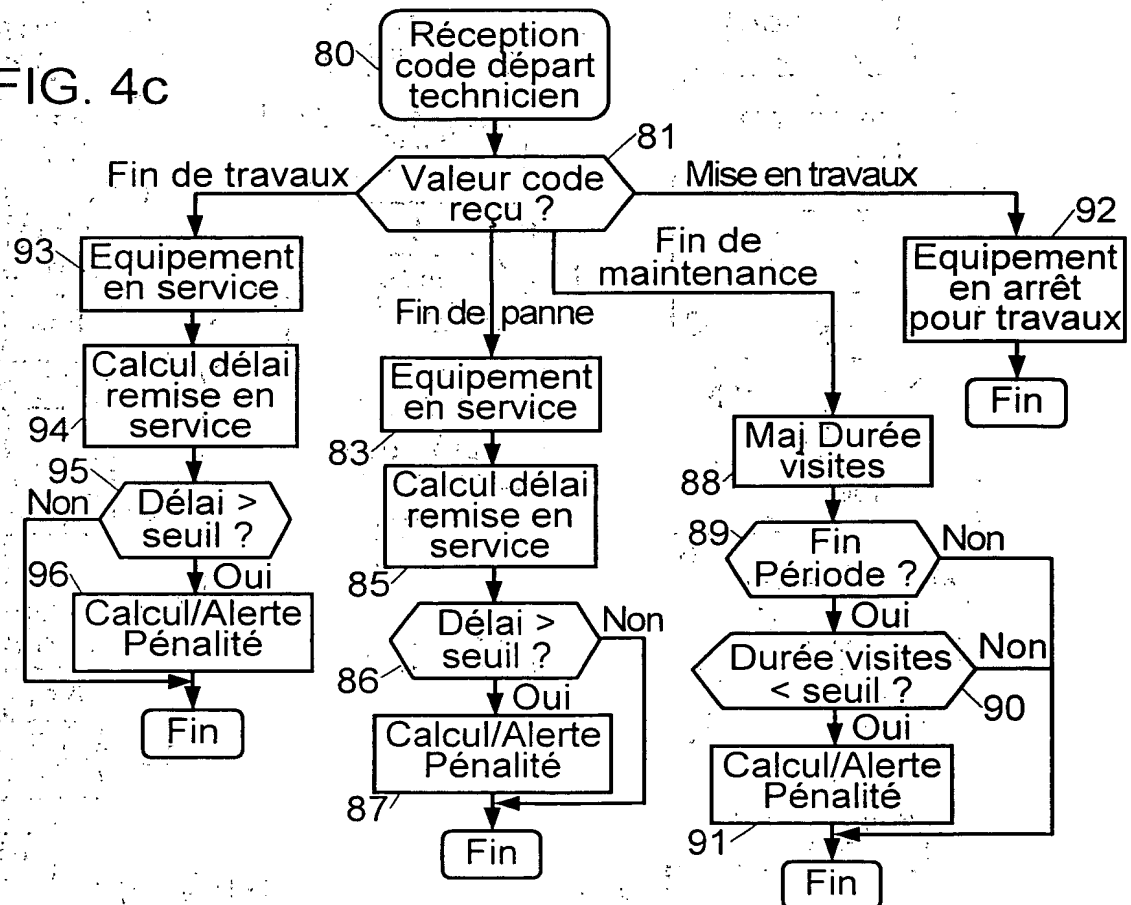 FIG. 4c
80
Réception
code départ
technicien
81
Valeur code
reçu ?
Fin de travaux
Mise en travaux
93
Equipement
en service
94
Calcul délai
remise en
service
95
Délai >
seuil ?
Non
Oui
96
Calcul/Alerte
Pénalité
Fin
Fin de panne
83
Equipement
en service
85
Calcul délai
remise en
service
86
Délai >
seuil ?
Non
Oui
87
Calcul/Alerte
Pénalité
Fin
Fin de
maintenance
88
Maj Durée
visites
89
Fin
Période ?
Non
Oui
Durée visites
< seuil ?
90
Non
Oui
91
Calcul/Alerte
Pénalité
Fin
92
Equipement
en arrêt
pour travaux
Fin